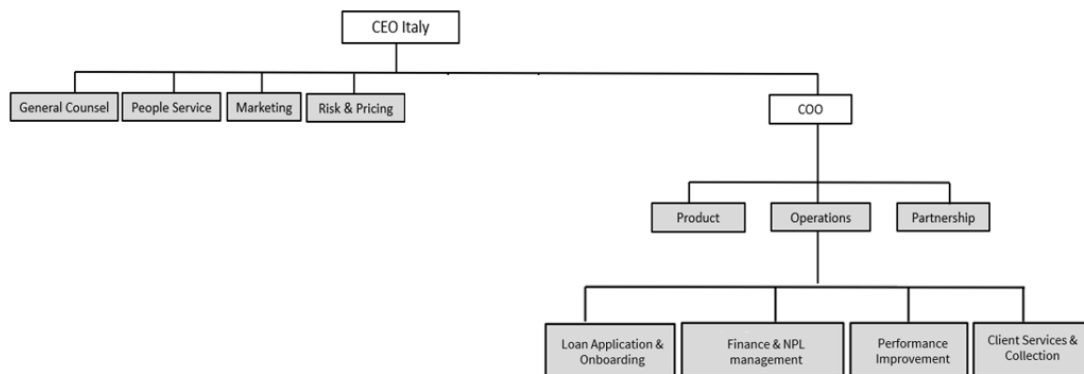 CEO Italy
General Counsel
People Service
Marketing
Risk & Pricing
COO
Product
Operations
Partnership
Loan Application &
Onboarding
Finance & NPL
management
Performance
Improvement
Client Services &
Collection